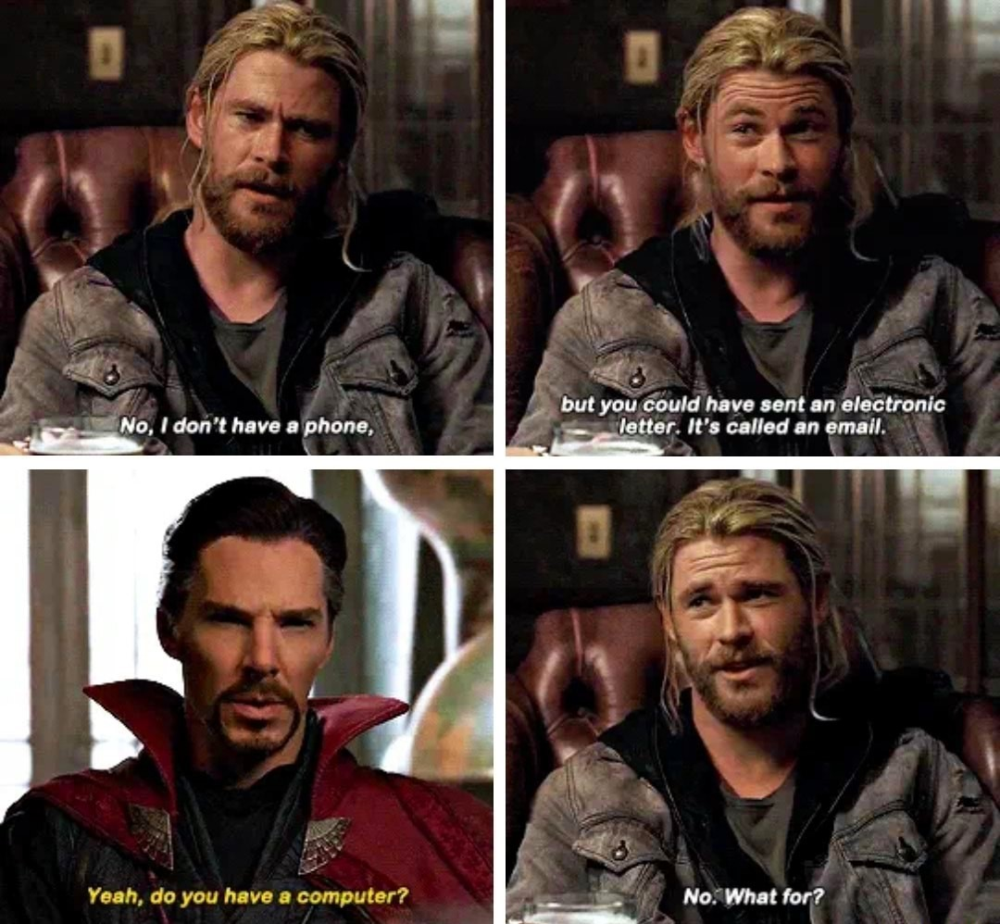 No, I don't have a phone,
but you could have sent an electronic
letter. It's called an email.
Yeah, do you have a computer?
No. What for?